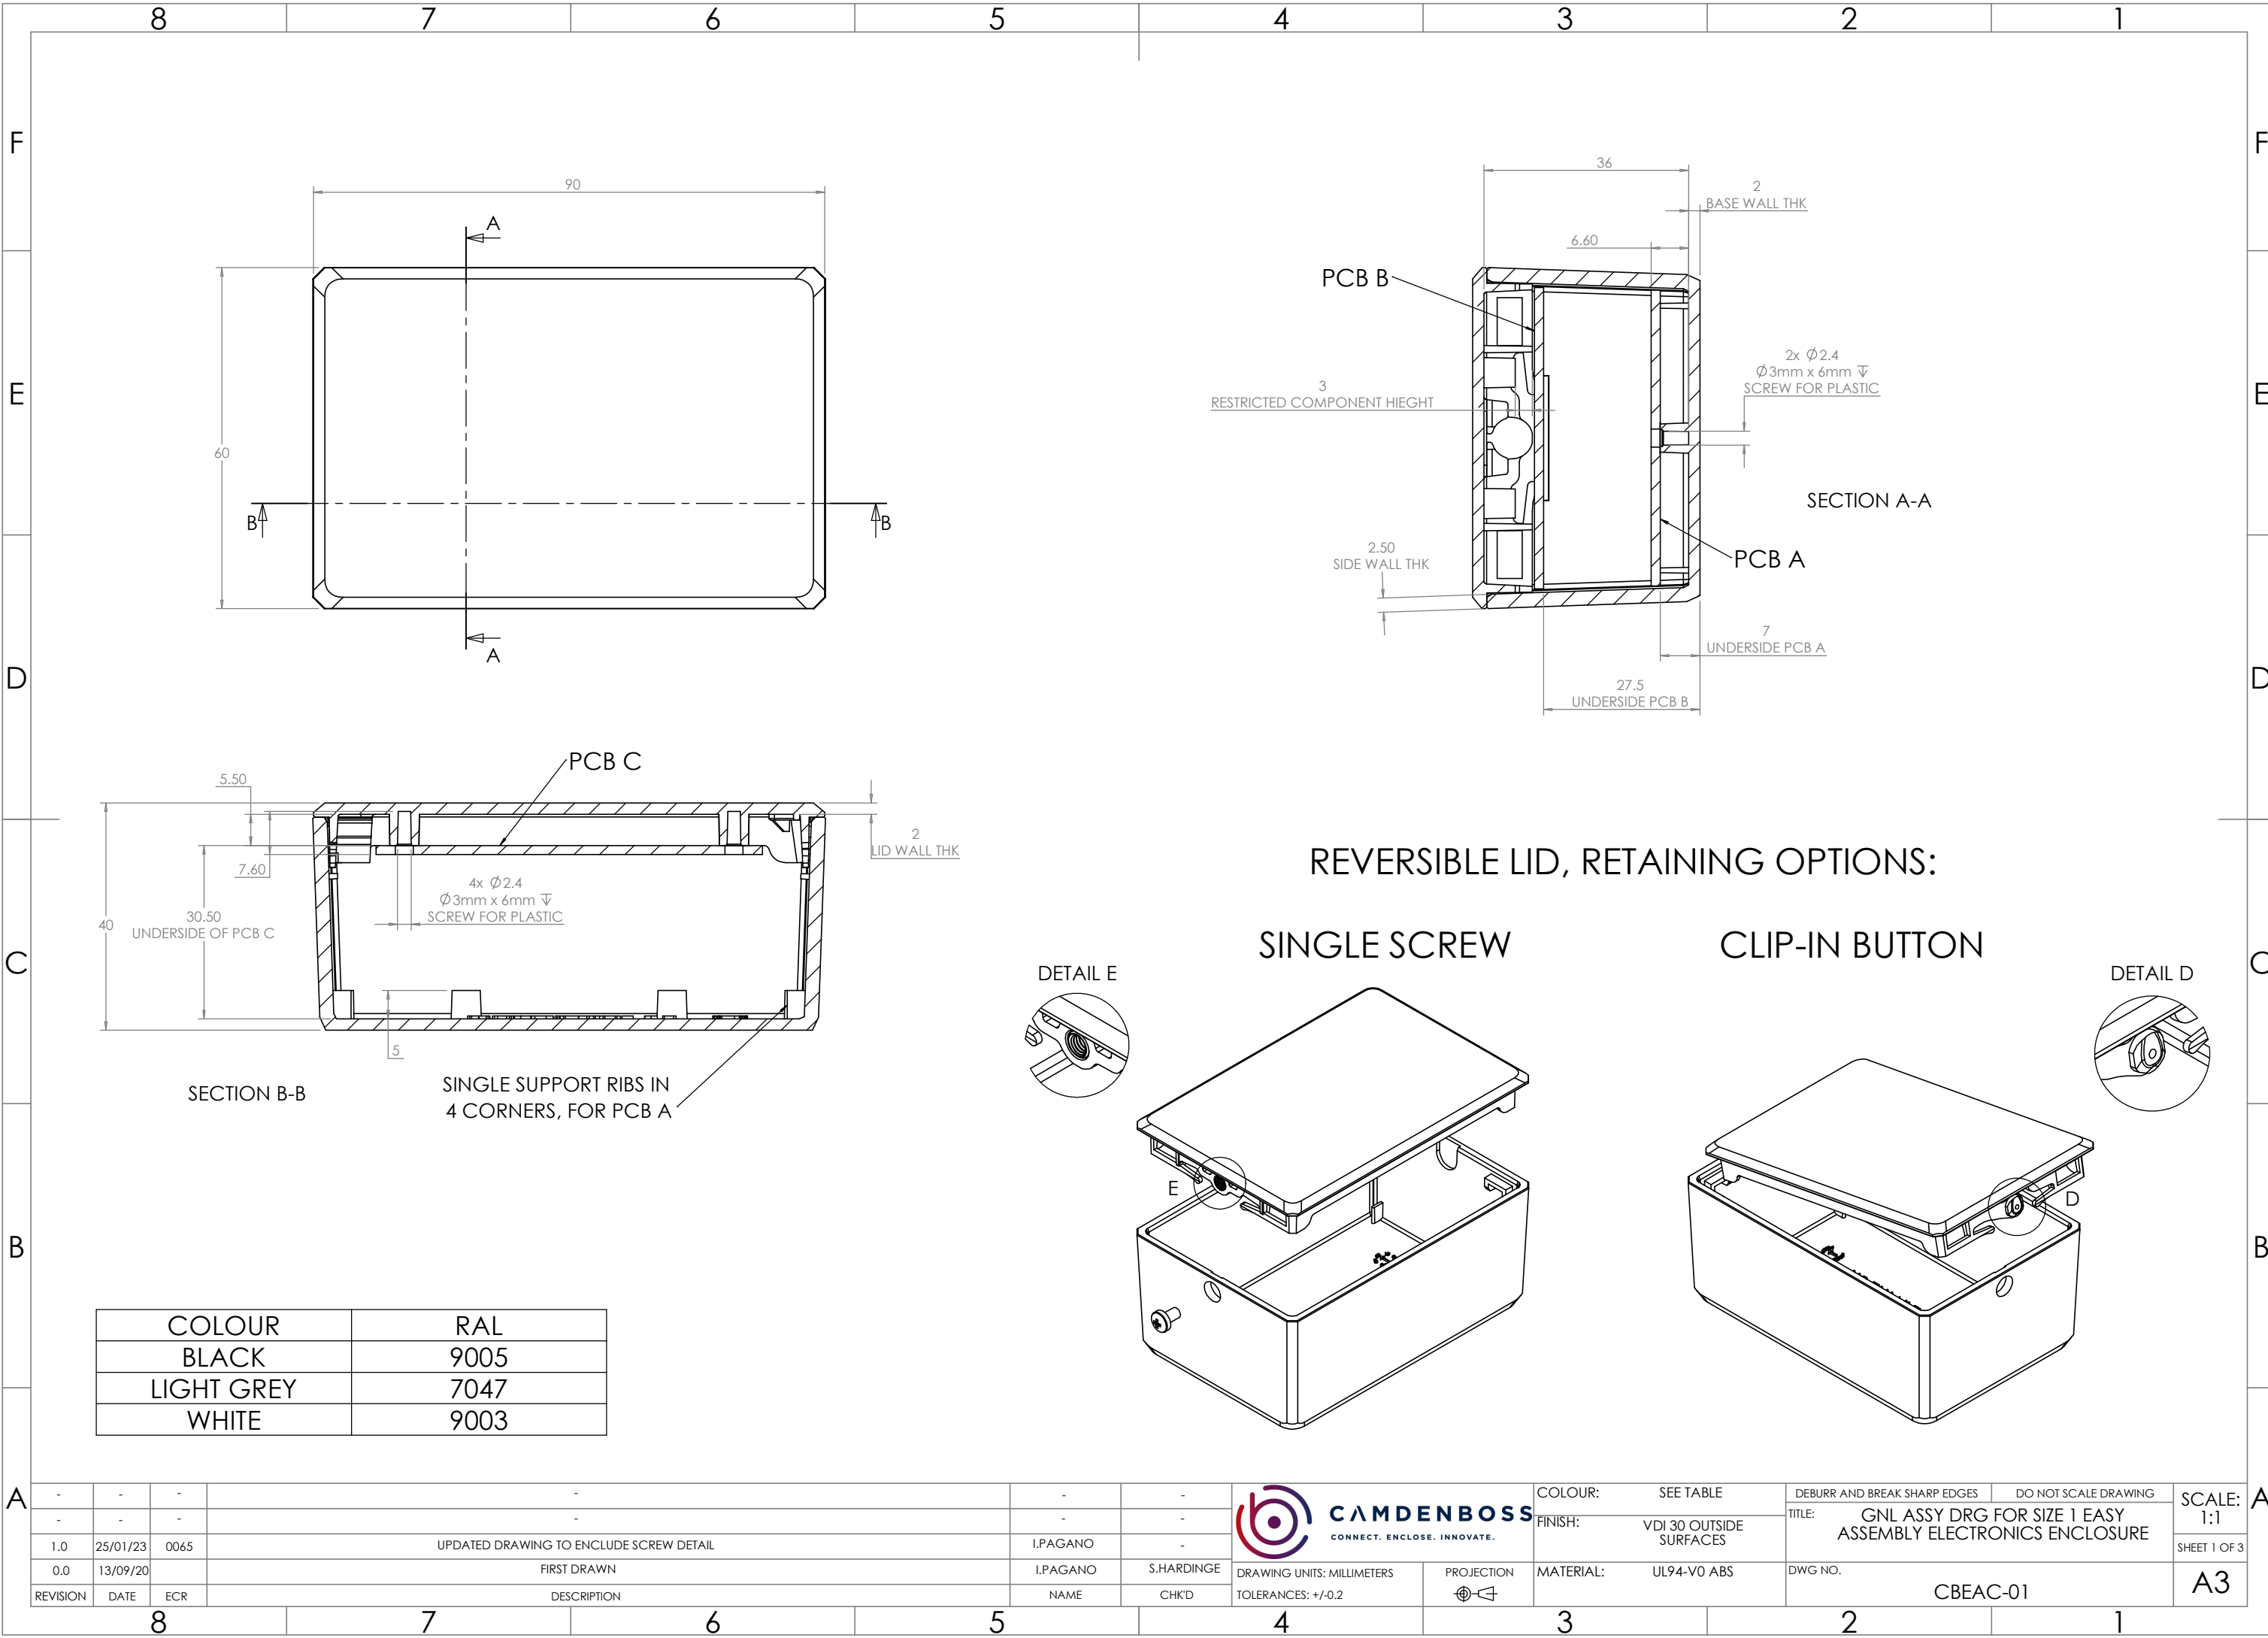 8 7 6 5 4 3 2 1
F
F
E
E
D
D
C
C
B
B
A
A
90
A
A
60
B
B
36
2
BASE WALL THK
6.60
PCB B
2x Ø2.4
Ø3mm x 6mm ↧
SCREW FOR PLASTIC
3
RESTRICTED COMPONENT HIEGHT
SECTION A-A
2.50
SIDE WALL THK
PCB A
7
UNDERSIDE PCB A
27.5
UNDERSIDE PCB B
PCB C
5.50
2
LID WALL THK
7.60
4x Ø2.4
Ø3mm x 6mm ↧
SCREW FOR PLASTIC
40
30.50
UNDERSIDE OF PCB C
5
SECTION B-B
SINGLE SUPPORT RIBS IN
4 CORNERS, FOR PCB A
REVERSIBLE LID, RETAINING OPTIONS:
SINGLE SCREW
CLIP-IN BUTTON
DETAIL E
DETAIL D
E
D
COLOUR RAL
BLACK 9005
LIGHT GREY 7047
WHITE 9003
- - - - - -
- - - - - -
1.0 25/01/23 0065 UPDATED DRAWING TO ENCLUDE SCREW DETAIL I.PAGANO -
0.0 13/09/20 FIRST DRAWN I.PAGANO S.HARDINGE
REVISION DATE ECR DESCRIPTION NAME CHK'D
CAMDENBOSS
CONNECT. ENCLOSE. INNOVATE.
DRAWING UNITS: MILLIMETERS
TOLERANCES: +/-0.2
PROJECTION
COLOUR: SEE TABLE
FINISH: VDI 30 OUTSIDE
SURFACES
MATERIAL: UL94-V0 ABS
DEBURR AND BREAK SHARP EDGES
DO NOT SCALE DRAWING
TITLE: GNL ASSY DRG FOR SIZE 1 EASY
ASSEMBLY ELECTRONICS ENCLOSURE
DWG NO.
CBEAC-01
SCALE:
1:1
SHEET 1 OF 3
A3
8 7 6 5 4 3 2 1